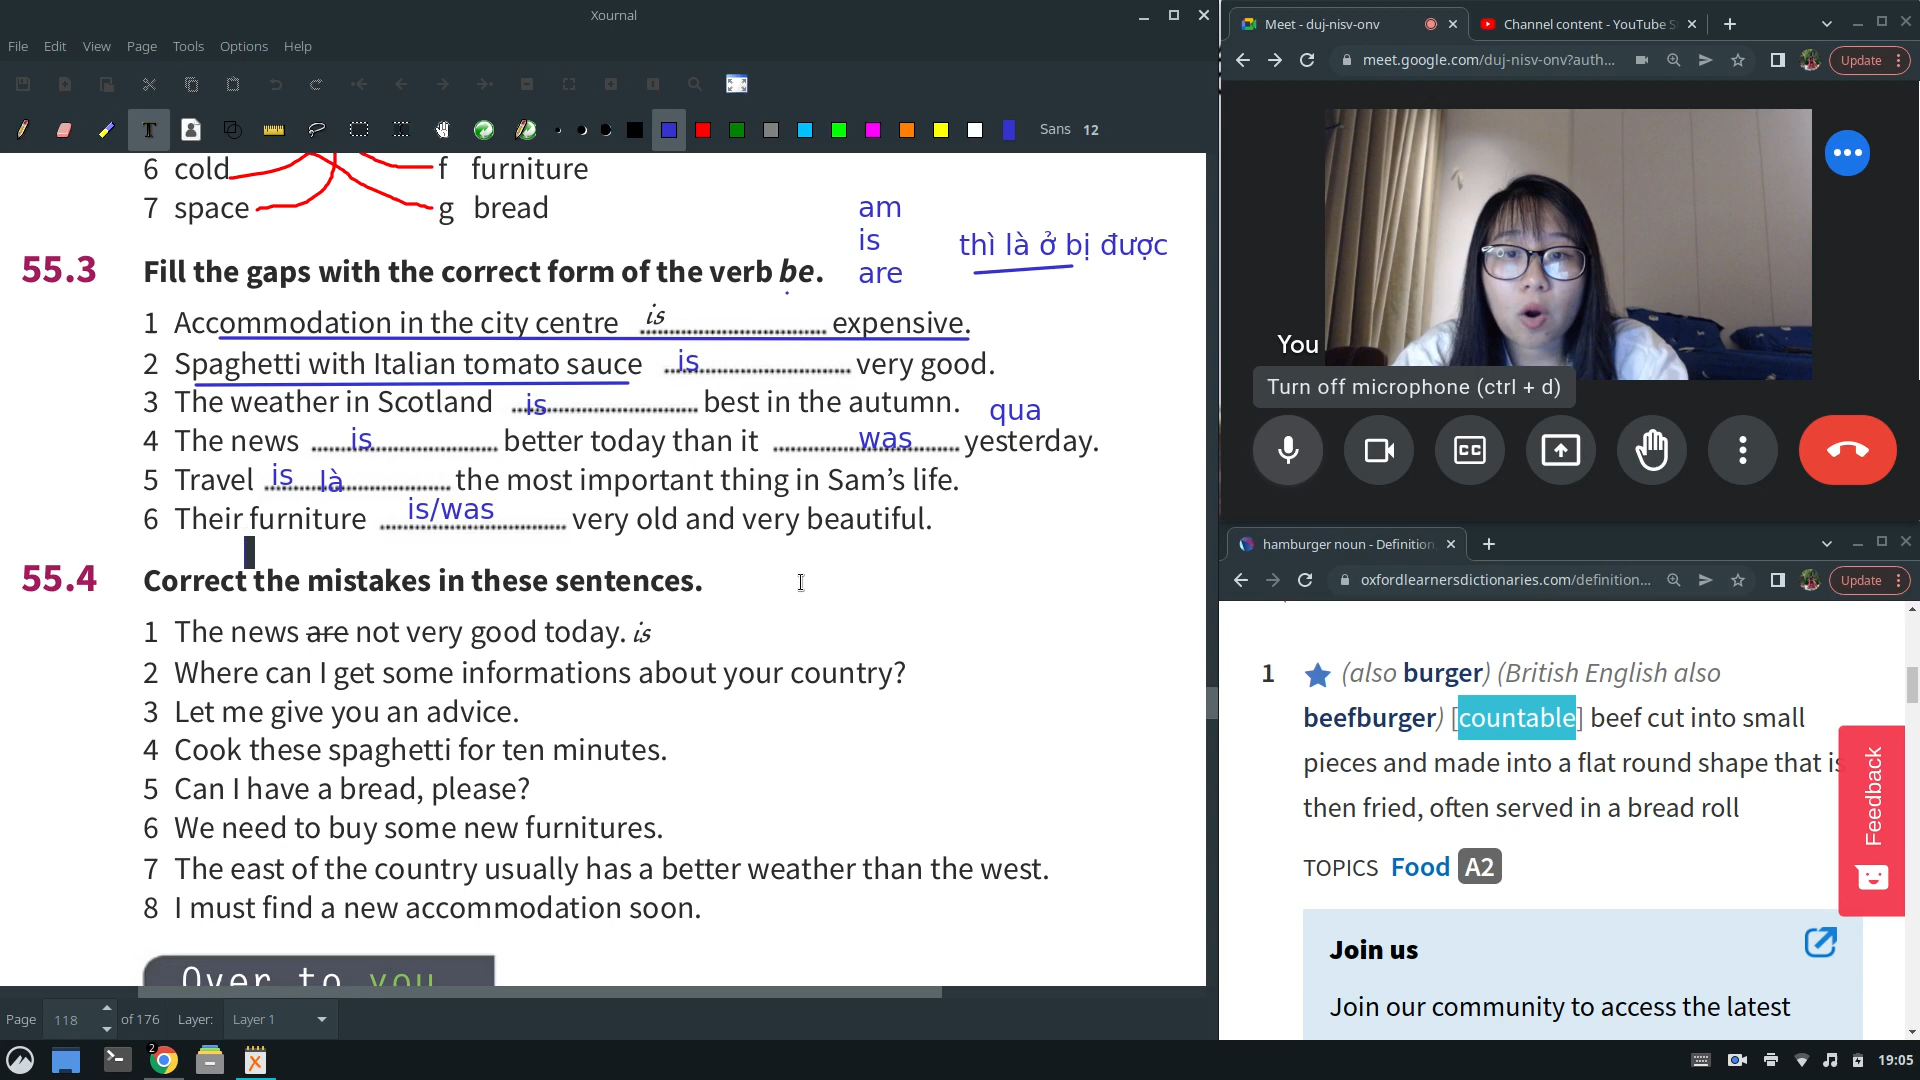 Xournal
File Edit View Page Tools Options Help
Sans 12
6 cold f furniture
7 space g bread
am
is
are
thì là ở bị được
55.3 Fill the gaps with the correct form of the verb be.
1 Accommodation in the city centre is expensive.
2 Spaghetti with Italian tomato sauce is very good.
3 The weather in Scotland is best in the autumn.
qua
4 The news is better today than it was yesterday.
5 Travel is là the most important thing in Sam's life.
6 Their furniture is/was very old and very beautiful.
55.4 Correct the mistakes in these sentences.
1 The news are not very good today. is
2 Where can I get some informations about your country?
3 Let me give you an advice.
4 Cook these spaghetti for ten minutes.
5 Can I have a bread, please?
6 We need to buy some new furnitures.
7 The east of the country usually has a better weather than the west.
8 I must find a new accommodation soon.
Over to you
Page 118 of 176 Layer: Layer 1
Meet - duj-nisv-onv
Channel content - YouTube S
meet.google.com/duj-nisv-onv?auth...
Update
You
Turn off microphone (ctrl + d)
CC
hamburger noun - Definition
oxfordlearnersdictionaries.com/definition...
Update
1 (also burger) (British English also
beefburger) [countable] beef cut into small
pieces and made into a flat round shape that is
then fried, often served in a bread roll
TOPICS Food A2
Feedback
Join us
Join our community to access the latest
2
19:05